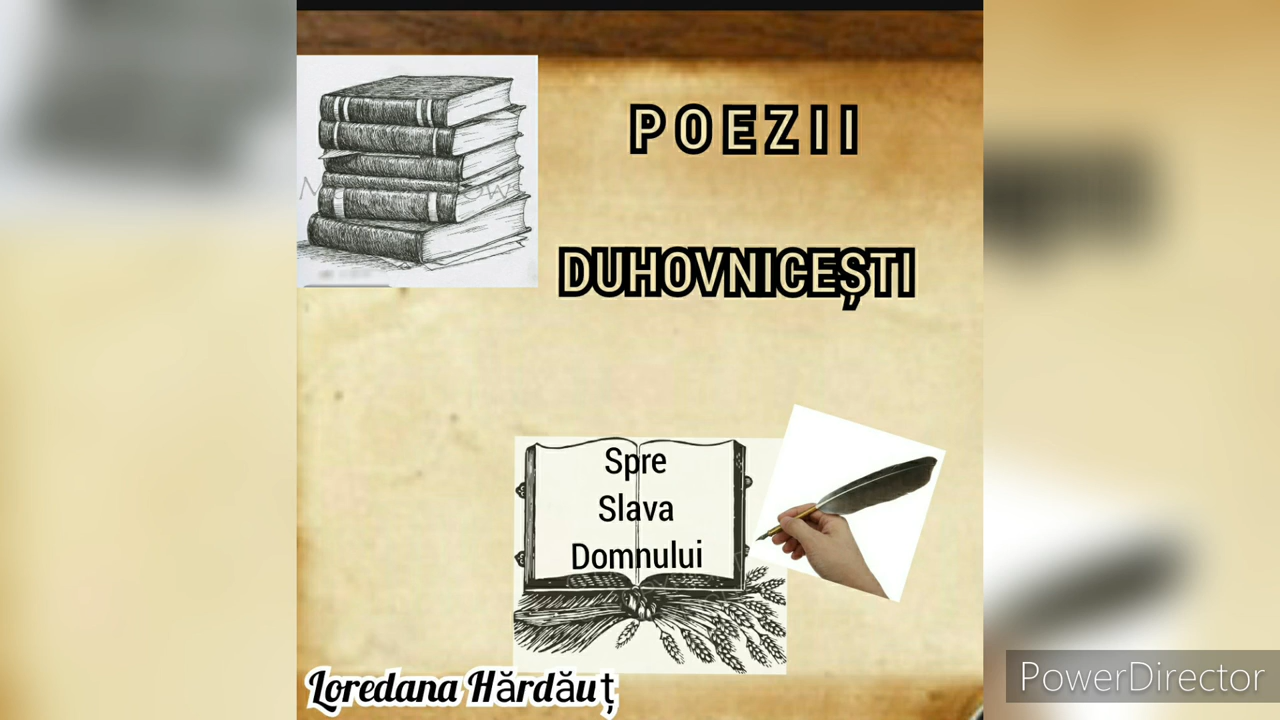 POEZII
DUHOVNICEȘTI
Spre
Slava
Domnului
Loredana Hărdăuț
PowerDirector